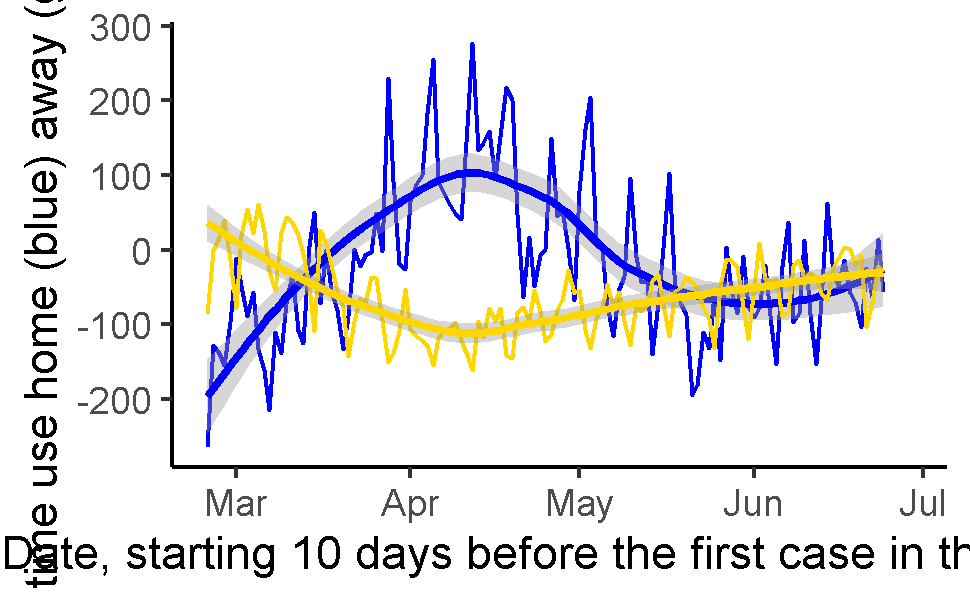 time use home (blue) away (
300
200
100
0
-100
-200
Mar Apr May Jun Jul
Date, starting 10 days before the first case in th